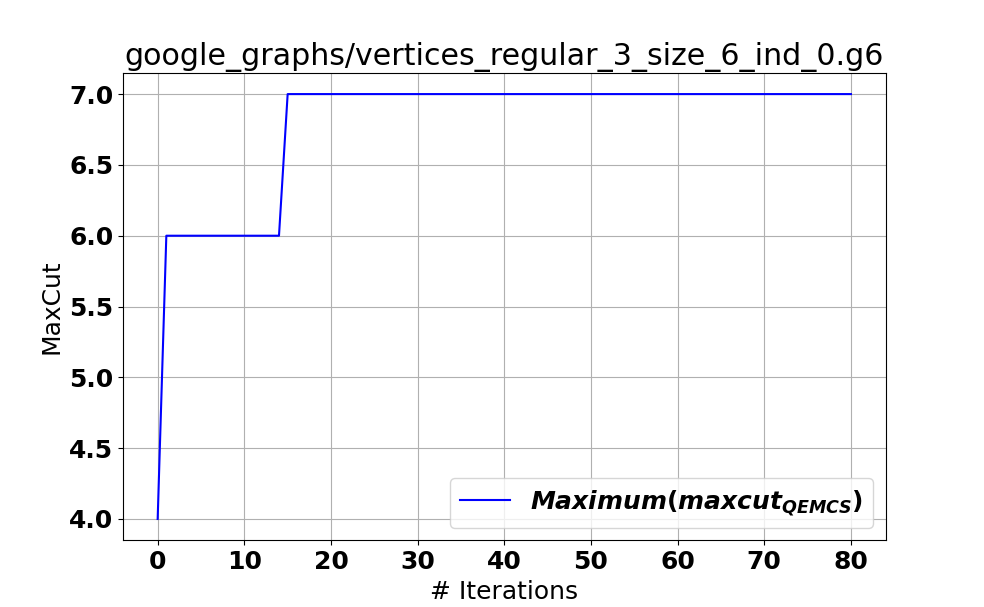 google_graphs/vertices_regular_3_size_6_ind_0.g6
7.0
6.5
6.0
5.5
5.0
4.5
4.0
MaxCut
Maximum(maxcut_QEMCS)
0 10 20 30 40 50 60 70 80
# Iterations